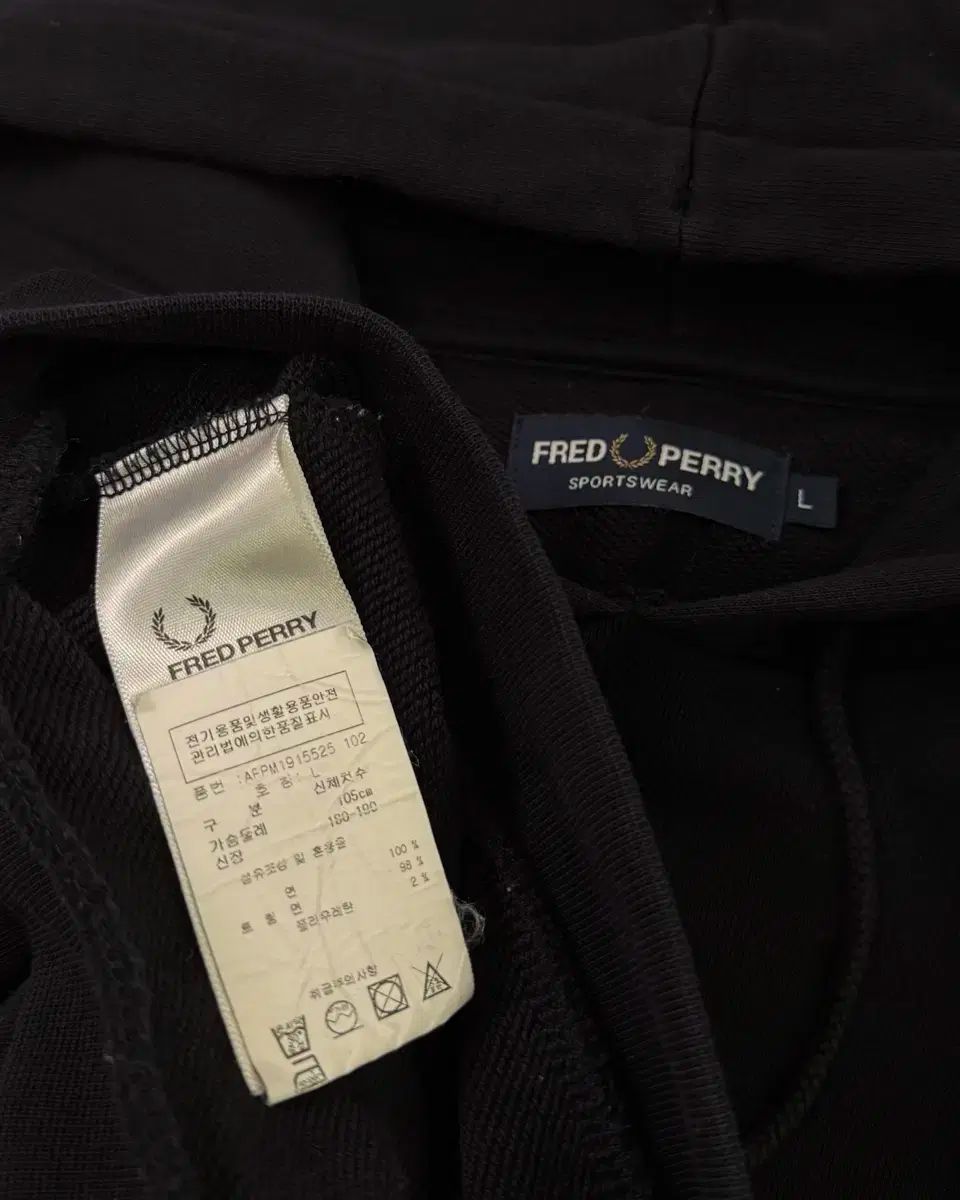 FRED PERRY
SPORTSWEAR
L
FRED PERRY
전기용품및생활용품안전
관리법에의한품질표시
품번 :AFPM1915525 102
호 칭: L
구 분 신체치수
가슴둘레 105cm
신장 180-190
섬유조성 및 혼용율
면 100 %
면 98 %
트 림 폴리우레탄 2 %
취급주의사항